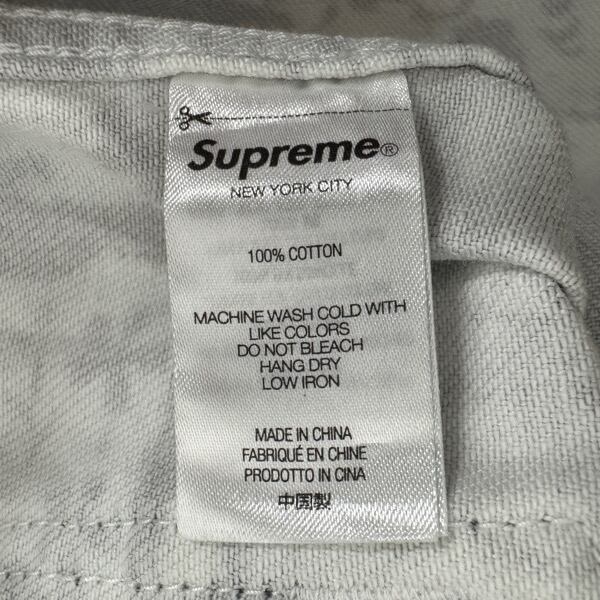 Supreme®
NEW YORK CITY
100% COTTON
MACHINE WASH COLD WITH
LIKE COLORS
DO NOT BLEACH
HANG DRY
LOW IRON
MADE IN CHINA
FABRIQUÉ EN CHINE
PRODOTTO IN CINA
中国製